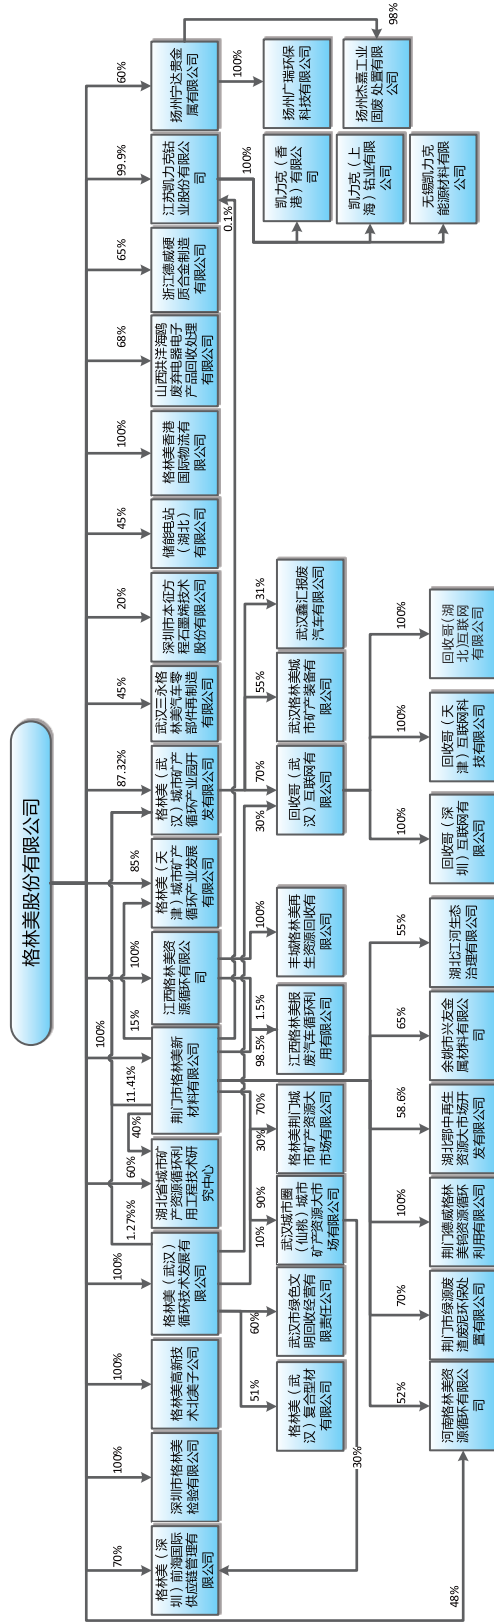 格林美股份有限公司
70%
100%
100%
100%
1.27%%
60%
40%
11.41%
100%
15%
100%
85%
87.32%
45%
20%
45%
100%
68%
65%
99.9%
60%
98%
格林美（深
圳）前海国际
供应链管理有
限公司
深圳市格林美
检验有限公司
格林美高新技
术北美子公司
格林美（武汉）
循环技术发展有
限公司
湖北省城市矿
产资源循环利
用工程技术研
究中心
荆门市格林美新
材料有限公司
江西格林美资
源循环有限公
司
格林美（天
津）城市矿产
循环产业发展
有限公司
格林美（武
汉）城市矿产
循环产业园开
发有限公司
武汉三永格
林美汽车零
部件再制造
有限公司
深圳市本征方
程石墨烯技术
股份有限公司
储能电站
（湖北）
有限公司
格林美香港
国际物流有
限公司
山西洪洋海鸥
废弃电器电子
产品回收处理
有限公司
浙江德威硬
质合金制造
有限公司
江苏凯力克钴
业股份有限公
司
扬州宁达贵金
属有限公司
0.1%
100%
100%
51%
60%
10%
90%
30%
70%
98.5%
1.5%
100%
30%
70%
55%
31%
格林美（武
汉）复合型材
有限公司
武汉市绿色文
明回收经营有
限责任公司
武汉城市圈
（仙桃）城市
矿产资源大市
场有限公司
格林美荆门城
市矿产资源大
市场有限公司
江西格林美报
废汽车循环利
用有限公司
丰城格林美再
生资源回收有
限公司
回收哥（武
汉）互联网有
限公司
武汉格林美城
市矿产装备有
限公司
武汉鑫汇报废
汽车有限公司
凯力克（香
港）有限公
司
凯力克（上
海）钴业有限
公司
无锡凯力克
能源材料有限
公司
扬州广瑞环保
科技有限公司
扬州杰嘉工业
固废处置有限
公司
30%
48%
52%
70%
100%
58.6%
65%
55%
100%
100%
100%
河南格林美资
源循环有限公
司
荆门市绿源废
渣废泥环保处
置有限公司
荆门德威格林
美钨资源循环
利用有限公司
湖北鄂中再生
资源大市场开
发有限公司
余姚市兴友金
属材料有限公
司
湖北江河生态
治理有限公司
回收哥（深
圳）互联网有
限公司
回收哥（天
津）互联网科
技有限公司
回收哥（湖
北）互联网
有限公司